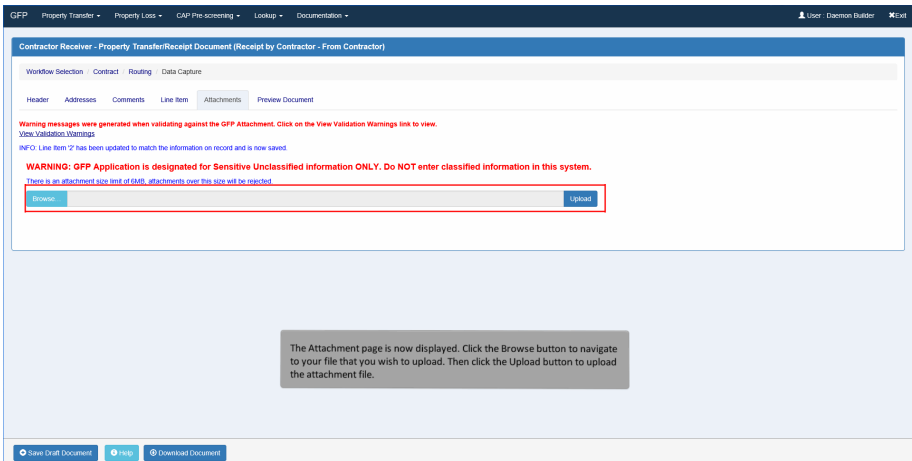 GFP Property Transfer Property Loss CAP Pre-screening Lookup Documentation User : Daemon Builder Exit
Contractor Receiver - Property Transfer/Receipt Document (Receipt by Contractor - From Contractor)
Workflow Selection / Contract / Routing / Data Capture
Header Addresses Comments Line Item Attachments Preview Document
Warning messages were generated when validating against the GFP Attachment. Click on the View Validation Warnings link to view.
View Validation Warnings
INFO: Line Item '2' has been updated to match the information on record and is now saved.
WARNING: GFP Application is designated for Sensitive Unclassified information ONLY. Do NOT enter classified information in this system.
There is an attachment size limit of 6MB, attachments over this size will be rejected.
Browse... Upload
The Attachment page is now displayed. Click the Browse button to navigate
to your file that you wish to upload. Then click the Upload button to upload
the attachment file.
Save Draft Document Help Download Document